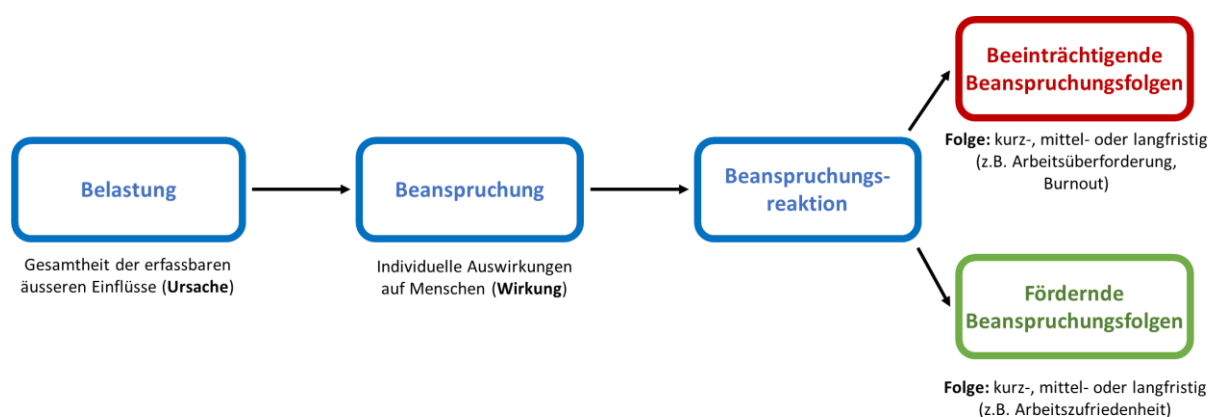 Belastung
Gesamtheit der erfassbaren
äusseren Einflüsse (Ursache)
Beanspruchung
Individuelle Auswirkungen
auf Menschen (Wirkung)
Beanspruchungs-
reaktion
Beeinträchtigende
Beanspruchungsfolgen
Folge: kurz-, mittel- oder langfristig
(z.B. Arbeitsüberforderung,
Burnout)
Fördernde
Beanspruchungsfolgen
Folge: kurz-, mittel- oder langfristig
(z.B. Arbeitszufriedenheit)